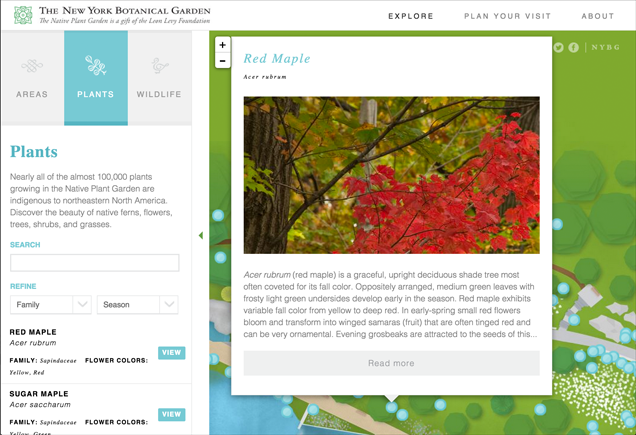 THE NEW YORK BOTANICAL GARDEN
The Native Plant Garden is a gift of the Leon Levy Foundation
EXPLORE PLAN YOUR VISIT ABOUT
AREAS PLANTS WILDLIFE
Plants
Nearly all of the almost 100,000 plants
growing in the Native Plant Garden are
indigenous to northeastern North America.
Discover the beauty of native ferns, flowers,
trees, shrubs, and grasses.
SEARCH
REFINE
Family Season
RED MAPLE
Acer rubrum
VIEW
FAMILY: Sapindaceae FLOWER COLORS:
Yellow, Red
SUGAR MAPLE
Acer saccharum
VIEW
FAMILY: Sapindaceae FLOWER COLORS:
Yellow, Green
+
−
Red Maple
Acer rubrum
Acer rubrum (red maple) is a graceful, upright deciduous shade tree most
often coveted for its fall color. Oppositely arranged, medium green leaves with
frosty light green undersides develop early in the season. Red maple exhibits
variable fall color from yellow to deep red. In early-spring small red flowers
bloom and transform into winged samaras (fruit) that are often tinged red and
can be very ornamental. Evening grosbeaks are attracted to the seeds of this...
Read more
NYBG